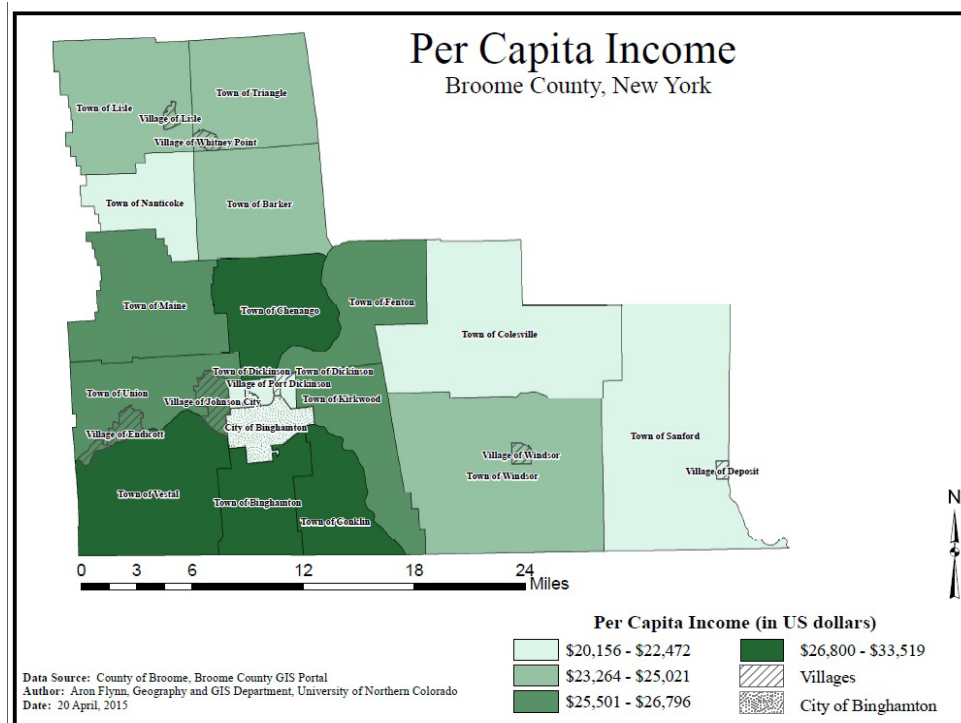 Per Capita Income
Broome County, New York
Town of Triangle
Town of Lisle
Village of Lisle
Village of Whitney Point
Town of Nanticoke
Town of Barker
Town of Maine
Town of Chenango
Town of Fenton
Town of Colesville
Town of Dickinson
Town of Dickinson
Village of Port Dickinson
Town of Union
Village of Johnson City
Town of Kirkwood
City of Binghamton
Village of Endicott
Town of Sanford
Village of Windsor
Village of Deposit
Town of Windsor
Town of Vestal
Town of Binghamton
Town of Conklin
N
0 3 6 12 18 24
Miles
Per Capita Income (in US dollars)
$20,156 - $22,472
$26,800 - $33,519
$23,264 - $25,021
Villages
$25,501 - $26,796
City of Binghamton
Data Source: County of Broome, Broome County GIS Portal
Author: Aron Flynn, Geography and GIS Department, University of Northern Colorado
Date: 20 April, 2015